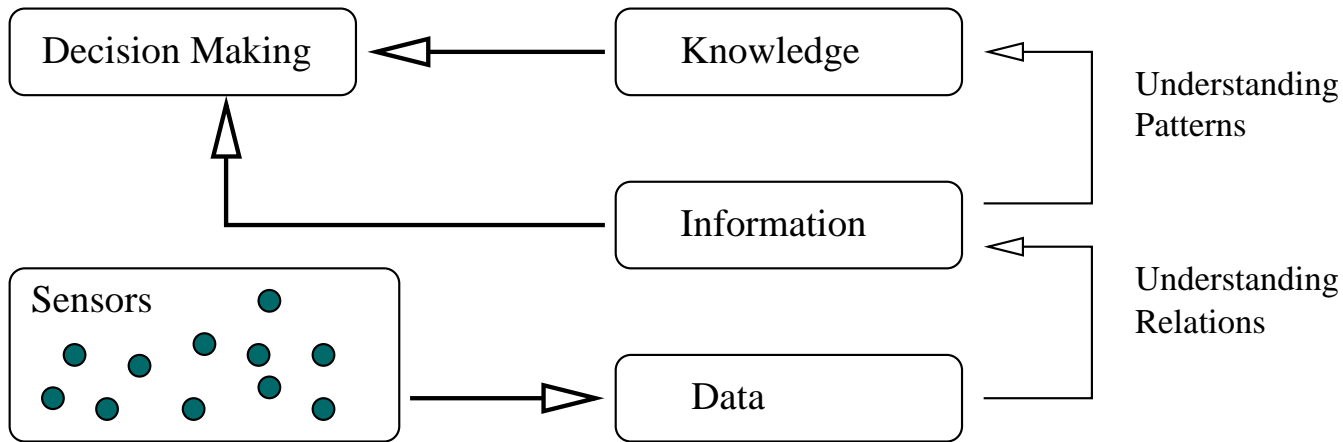 Decision Making
Knowledge
Understanding
Patterns
Information
Sensors
Understanding
Relations
Data